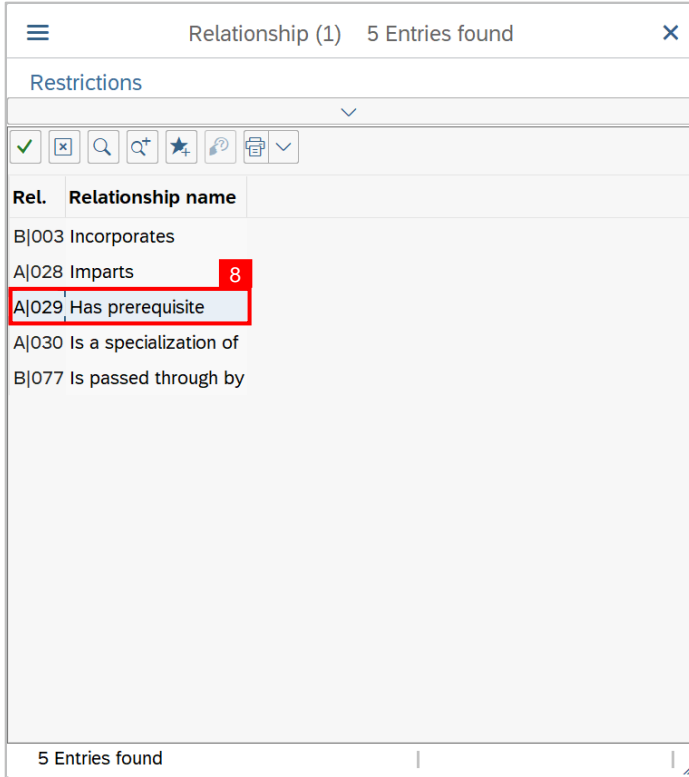 Relationship (1) 5 Entries found
Restrictions
Rel. Relationship name
B|003 Incorporates
A|028 Imparts
8
A|029 Has prerequisite
A|030 Is a specialization of
B|077 Is passed through by
5 Entries found